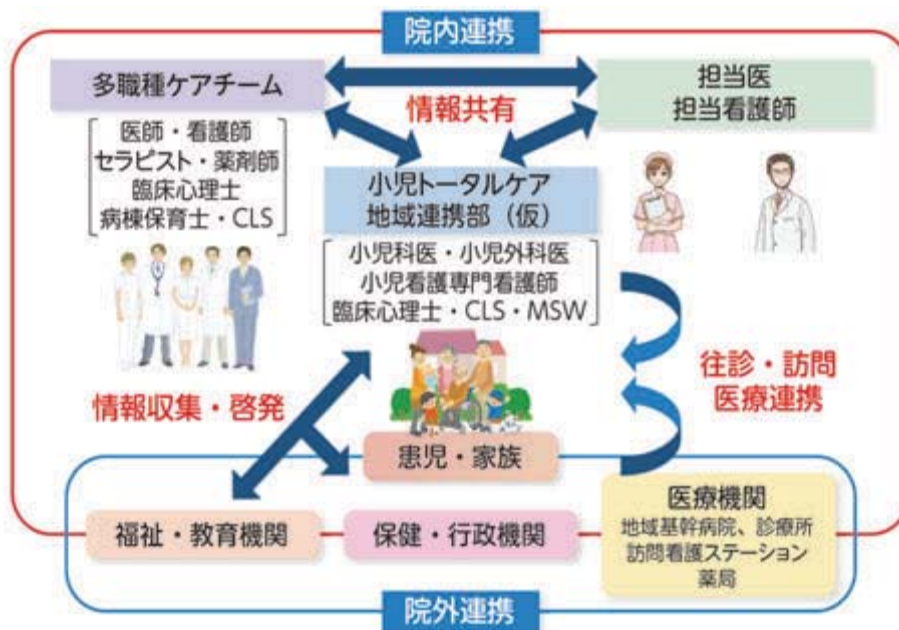 院内連携
多職種ケアチーム
医師・看護師
セラピスト・薬剤師
臨床心理士
病棟保育士・CLS
情報共有
担当医
担当看護師
小児トータルケア
地域連携部（仮）
小児科医・小児外科医
小児看護専門看護師
臨床心理士・CLS・MSW
情報収集・啓発
往診・訪問
医療連携
患児・家族
福祉・教育機関
保健・行政機関
医療機関
地域基幹病院、診療所
訪問看護ステーション
薬局
院外連携